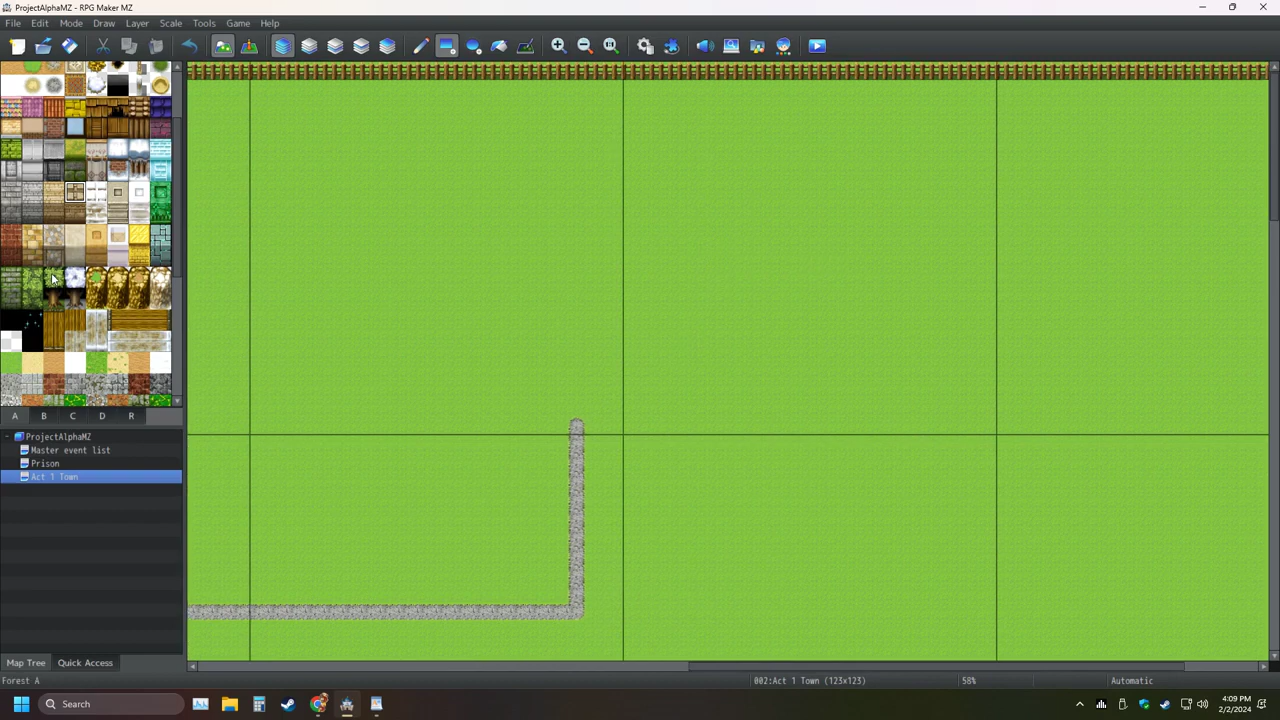 ProjectAlphaMZ - RPG Maker MZ
File Edit Mode Draw Layer Scale Tools Game Help
A B C D R
ProjectAlphaMZ
Master event list
Prison
Act 1 Town
Map Tree Quick Access
Forest A 002:Act 1 Town (123x123) 58% Automatic
Search
4:09 PM
2/2/2024